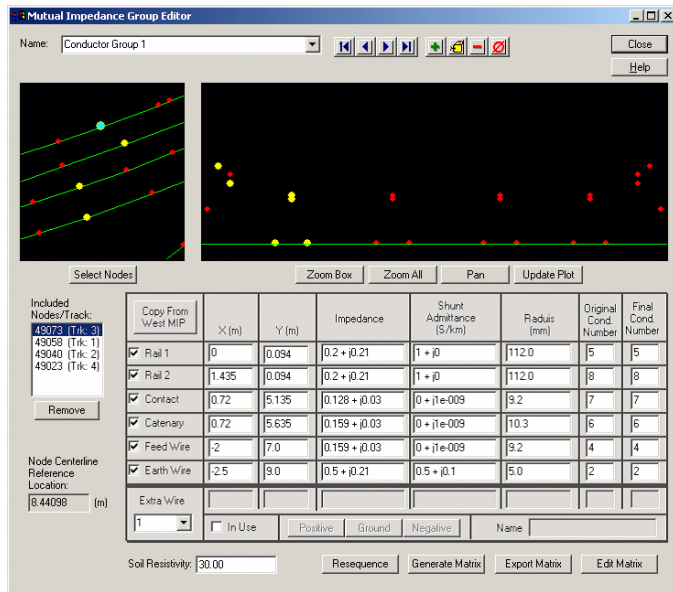 Mutual Impedance Group Editor
Name: Conductor Group 1
Close
Help
Select Nodes
Zoom Box Zoom All Pan Update Plot
Included
Nodes/Track:
49073 (Trk: 3)
49058 (Trk: 1)
49040 (Trk: 2)
49023 (Trk: 4)
Remove
Node Centerline
Reference
Location:
8.44098 (m)
Copy From
West MIP
X (m) Y (m) Impedance Shunt Admittance (S/km) Raduis (mm) Original Cond. Number Final Cond. Number
Rail 1 0 0.094 0.2 + j0.21 1 + j0 112.0 5 5
Rail 2 1.435 0.094 0.2 + j0.21 1 + j0 112.0 8 8
Contact 0.72 5.135 0.128 + j0.03 0 + j1e-009 9.2 7 7
Catenary 0.72 5.635 0.159 + j0.03 0 + j1e-009 10.3 6 6
Feed Wire -2 7.0 0.159 + j0.03 0 + j1e-009 9.2 4 4
Earth Wire -2.5 9.0 0.5 + j0.21 0.5 + j0.1 5.0 2 2
Extra Wire
1 In Use Positive Ground Negative Name
Soil Resistivity: 30.00 Resequence Generate Matrix Export Matrix Edit Matrix